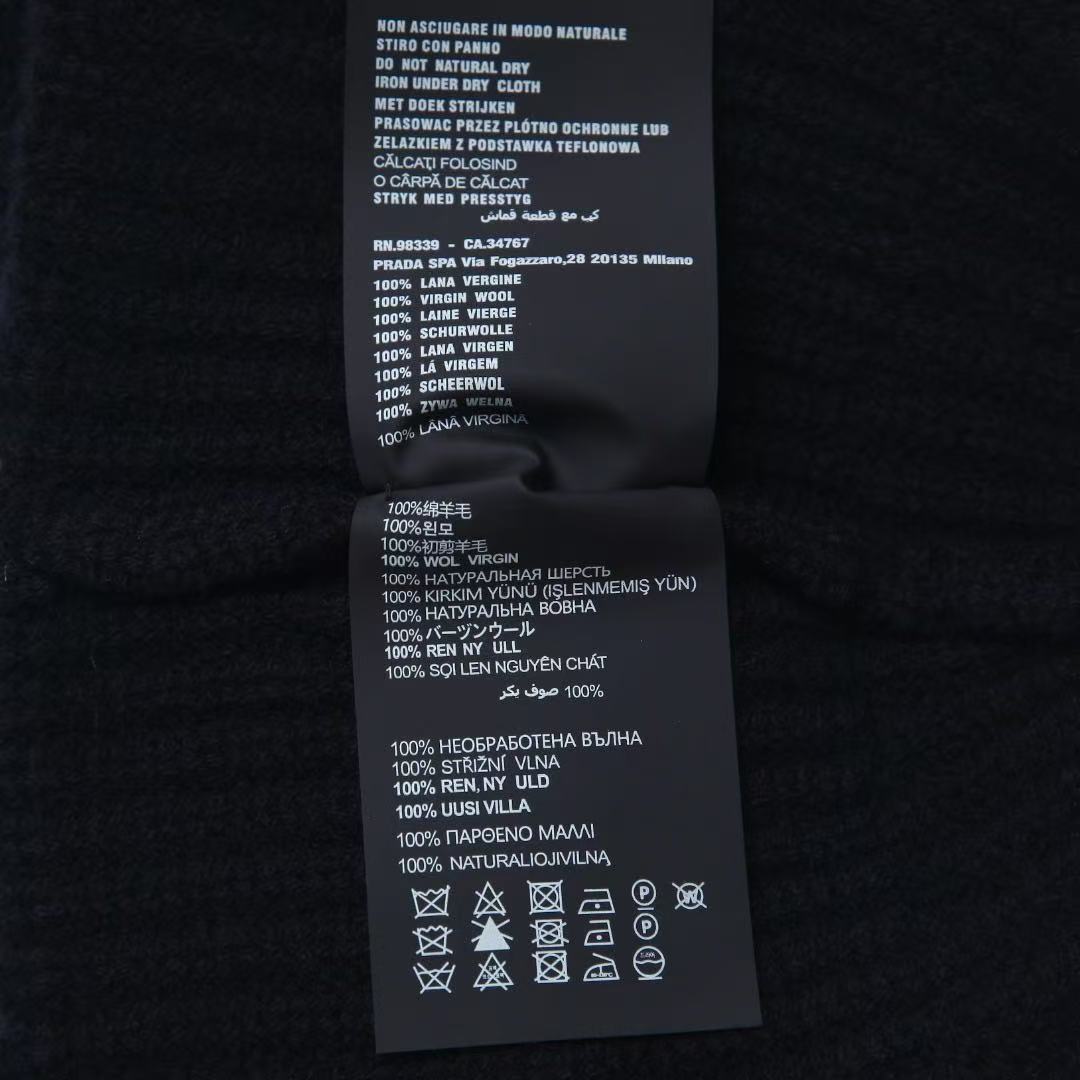 NON ASCIUGARE IN MODO NATURALE
STIRO CON PANNO
DO NOT NATURAL DRY
IRON UNDER DRY CLOTH
MET DOEK STRIJKEN
PRASOWAC PRZEZ PLÓTNO OCHRONNE LUB
ZELAZKIEM Z PODSTAWKA TEFLONOWA
CĂLCAŢI FOLOSIND
O CÂRPĂ DE CĂLCAT
STRYK MED PRESSTYG
كي مع قطعة قماش
RN.98339 - CA.34767
PRADA SPA Via Fogazzaro,28 20135 Milano
100% LANA VERGINE
100% VIRGIN WOOL
100% LAINE VIERGE
100% SCHURWOLLE
100% LANA VIRGEN
100% LÁ VIRGEM
100% SCHEERWOL
100% ZYWA WELNA
100% LÂNĂ VIRGINĂ
100%绵羊毛
100%원모
100%初剪羊毛
100% WOL VIRGIN
100% НАТУРАЛЬНАЯ ШЕРСТЬ
100% KIRKIM YÜNÜ (IŞLENMEMIŞ YÜN)
100% НАТУРАЛЬНА ВОВНА
100% バージンウール
100% REN NY ULL
100% SỢI LEN NGUYÊN CHÁT
100% صوف بكر
100% НЕОБРАБОТЕНА ВЪЛНА
100% STŘIŽNÍ VLNA
100% REN, NY ULD
100% UUSI VILLA
100% ΠΑΡΘΕΝΟ ΜΑΛΛΙ
100% NATURALIOJIVILNĄ
P W
P